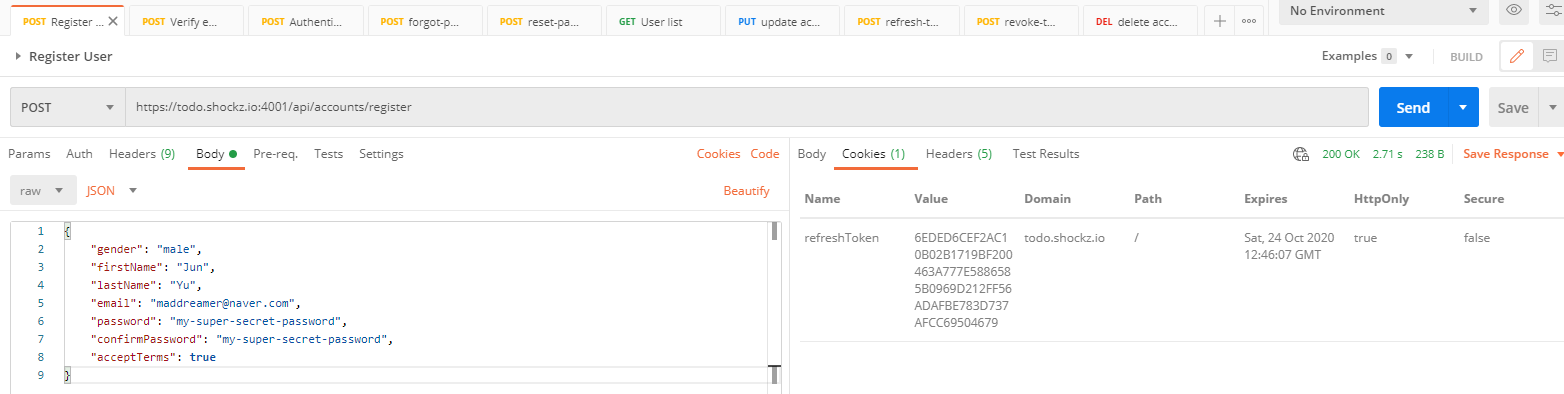 POST Register ... POST Verify e... POST Authenti... POST forgot-p... POST reset-pa... GET User list PUT update ac... POST refresh-t... POST revoke-t... DEL delete acc... No Environment
Register User Examples 0 BUILD
POST https://todo.shockz.io:4001/api/accounts/register Send Save
Params Auth Headers (9) Body Pre-req. Tests Settings Cookies Code
raw JSON Beautify
1 {
2 "gender": "male",
3 "firstName": "Jun",
4 "lastName": "Yu",
5 "email": "maddreamer@naver.com",
6 "password": "my-super-secret-password",
7 "confirmPassword": "my-super-secret-password",
8 "acceptTerms": true
9 }
Body Cookies (1) Headers (5) Test Results 200 OK 2.71 s 238 B Save Response
Name Value Domain Path Expires HttpOnly Secure
refreshToken 6EDED6CEF2AC1 todo.shockz.io / Sat, 24 Oct 2020 true false
0B02B1719BF200 12:46:07 GMT
463A777E588658
5B0969D212FF56
ADAFBE783D737
AFCC69504679